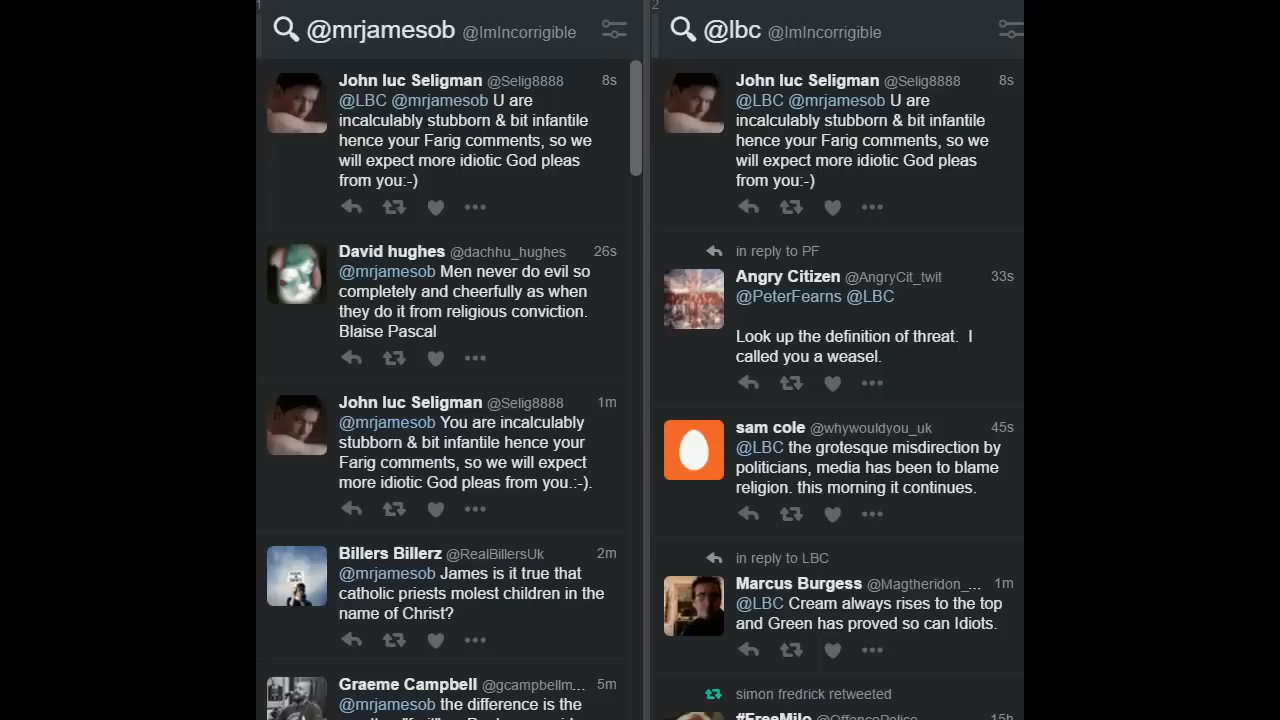 1
@mrjamesob @ImIncorrigible
John luc Seligman @Selig8888 8s
@LBC @mrjamesob U are
incalculably stubborn & bit infantile
hence your Farig comments, so we
will expect more idiotic God pleas
from you:-)
David hughes @dachhu_hughes 26s
@mrjamesob Men never do evil so
completely and cheerfully as when
they do it from religious conviction.
Blaise Pascal
John luc Seligman @Selig8888 1m
@mrjamesob You are incalculably
stubborn & bit infantile hence your
Farig comments, so we will expect
more idiotic God pleas from you.:-).
Billers Billerz @RealBillersUk 2m
@mrjamesob James is it true that
catholic priests molest children in the
name of Christ?
Graeme Campbell @gcampbellm... 5m
@mrjamesob the difference is the
2
@lbc @ImIncorrigible
John luc Seligman @Selig8888 8s
@LBC @mrjamesob U are
incalculably stubborn & bit infantile
hence your Farig comments, so we
will expect more idiotic God pleas
from you:-)
in reply to PF
Angry Citizen @AngryCit_twit 33s
@PeterFearns @LBC
Look up the definition of threat. I
called you a weasel.
sam cole @whywouldyou_uk 45s
@LBC the grotesque misdirection by
politicians, media has been to blame
religion. this morning it continues.
in reply to LBC
Marcus Burgess @Magtheridon_... 1m
@LBC Cream always rises to the top
and Green has proved so can Idiots.
simon fredrick retweeted
#FreeMilo @OffencePolice 15h